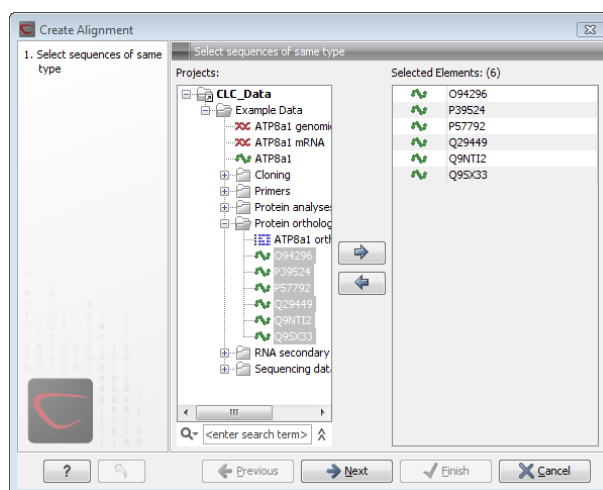 Create Alignment
1. Select sequences of same
type
Select sequences of same type
Projects:
CLC_Data
Example Data
ATP8a1 genomi
ATP8a1 mRNA
ATP8a1
Cloning
Primers
Protein analyse
Protein ortholog
ATP8a1 orth
O94296
P39524
P57792
Q29449
Q9NTI2
Q9SX33
RNA secondary
Sequencing data
<enter search term>
Selected Elements: (6)
O94296
P39524
P57792
Q29449
Q9NTI2
Q9SX33
?
Previous
Next
Finish
Cancel